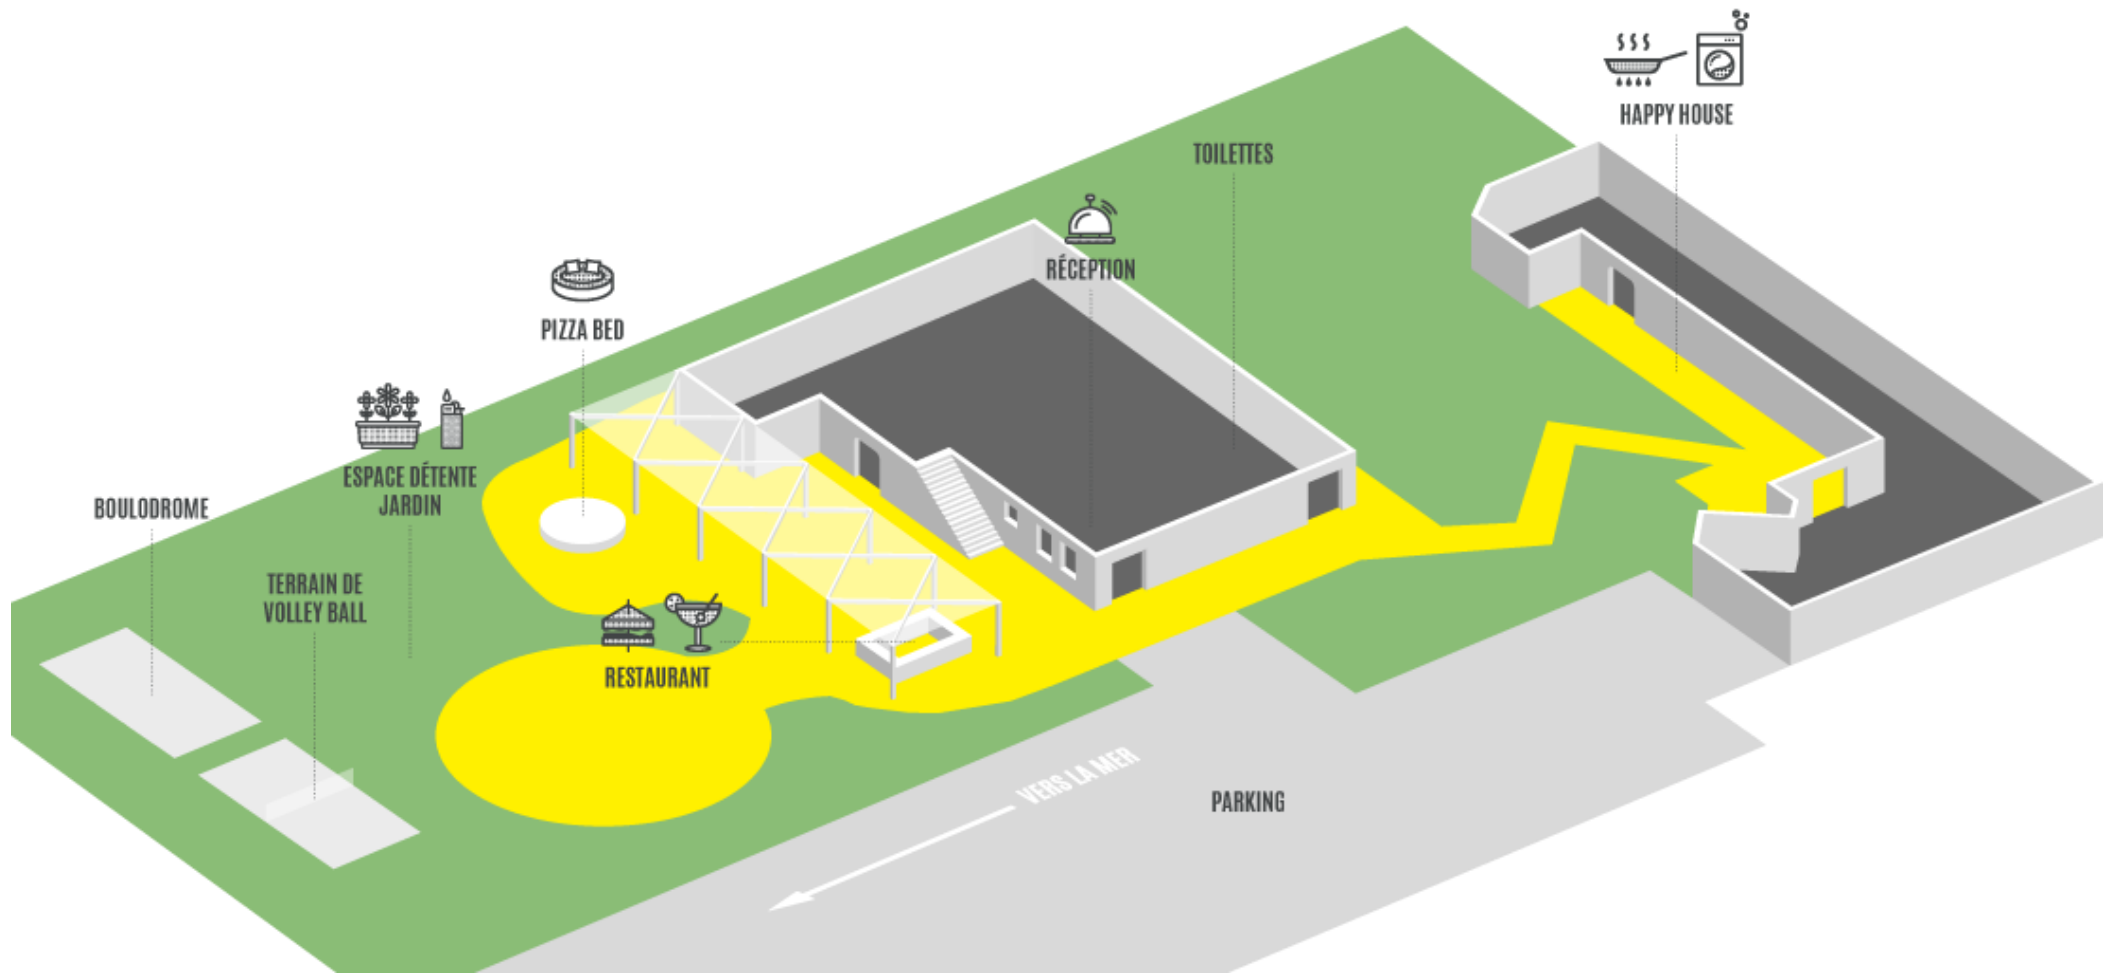 HAPPY HOUSE
TOILETTES
RÉCEPTION
PIZZA BED
ESPACE DÉTENTE
JARDIN
BOULODROME
TERRAIN DE
VOLLEY BALL
RESTAURANT
VERS LA MER
PARKING